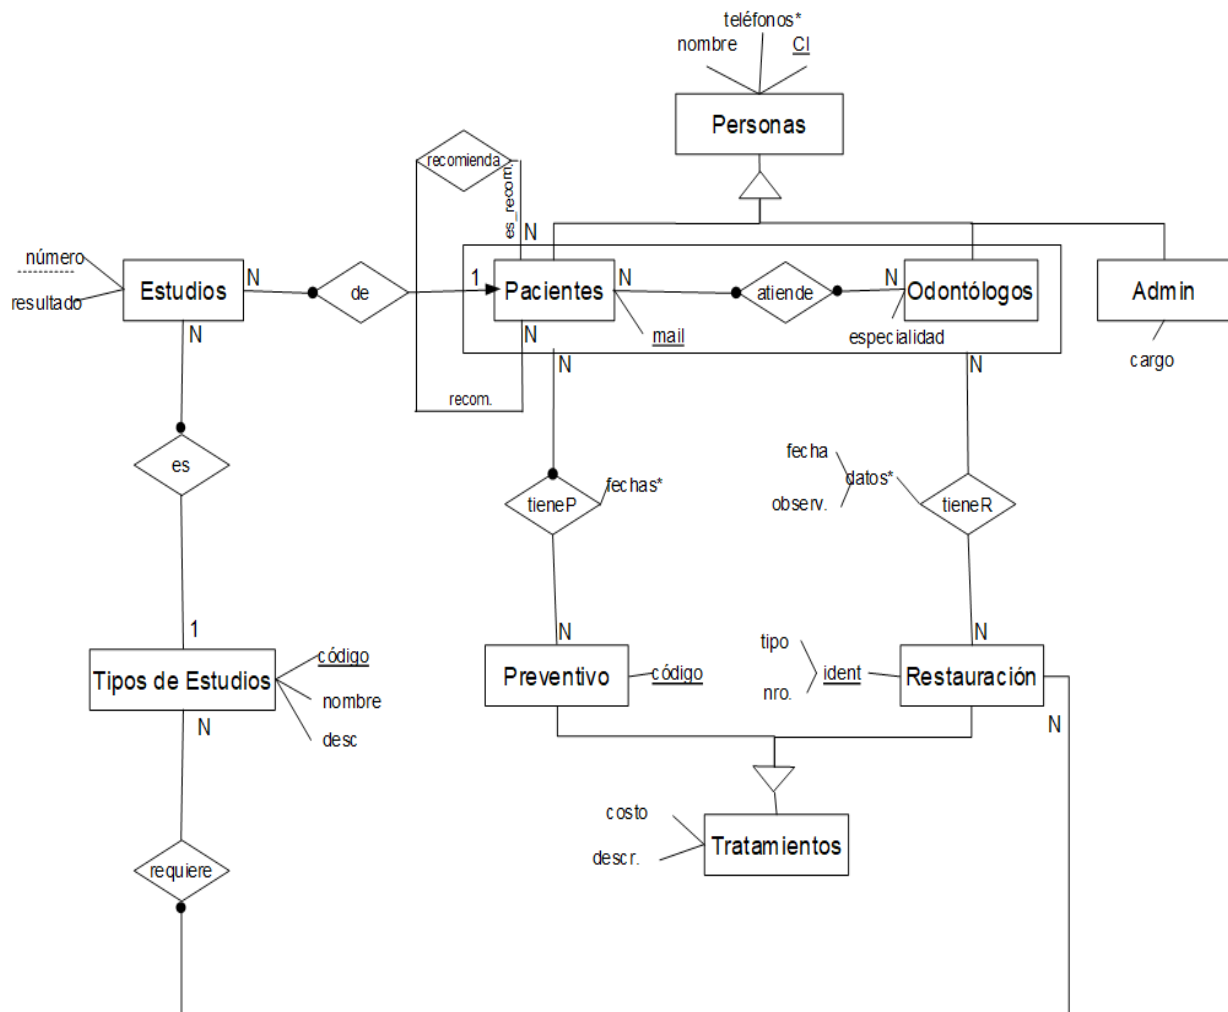 teléfonos*
nombre
CI
Personas
recomienda
es_recom.
N
número
resultado
Estudios
N
de
1
Pacientes
N
atiende
N
Odontólogos
Admin
N
N
mail
especialidad
cargo
recom.
N
N
es
fecha
datos*
observ.
fechas*
tieneP
tieneR
1
N
N
Tipos de Estudios
código
nombre
desc
Preventivo
código
tipo
ident
nro.
Restauración
N
N
costo
descr.
Tratamientos
requiere